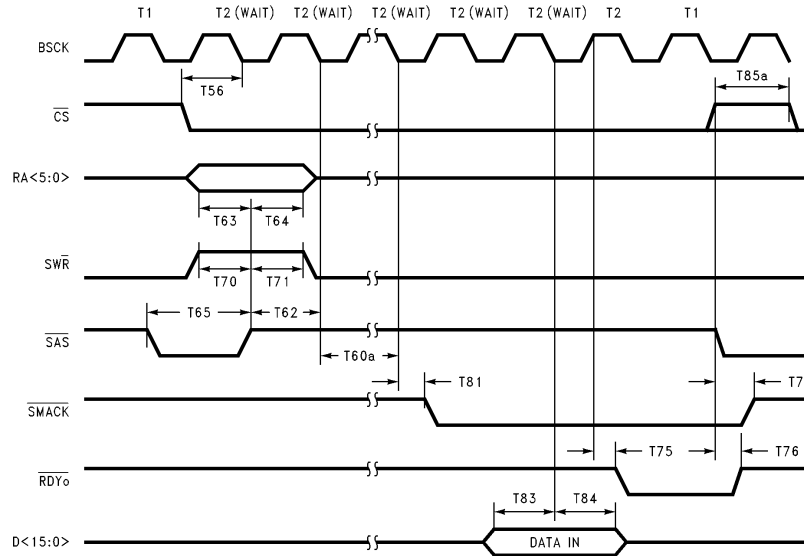 T1 T2 (WAIT) T2 (WAIT) T2 (WAIT) T2 (WAIT) T2 (WAIT) T2 T1
BSCK
T56
T85a
CS
RA<5:0>
T63 T64
SWR
T70 T71
T65 T62
SAS
T60a
T81 T7
SMACK
T75 T76
RDYo
T83 T84
D<15:0> DATA IN